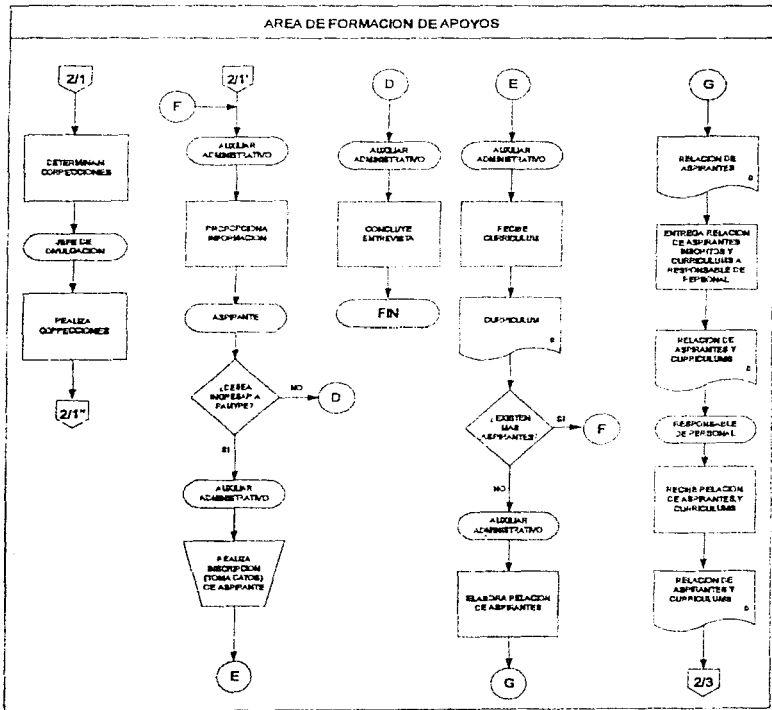 AREA DE FORMACION DE APOYOS
2/1
DETERMINAN
CORRECCIONES
JEFE DE
DIVULGACION
REALIZA
CORRECCIONES
2/1"
2/1'
F
AUXILIAR
ADMINISTRATIVO
PROPORCIONA
INFORMACION
ASPIRANTE
¿DESEA
INGRESAR A
PAMYPE?
NO
D
SI
AUXILIAR
ADMINISTRATIVO
REALIZA
INSCRIPCION
(TOMA DATOS)
DE ASPIRANTE
E
D
AUXILIAR
ADMINISTRATIVO
CONCLUYE
ENTREVISTA
FIN
E
AUXILIAR
ADMINISTRATIVO
RECIBE
CURRICULUM
CURRICULUM
0
¿EXISTEN
MAS
ASPIRANTES?
SI
F
NO
AUXILIAR
ADMINISTRATIVO
ELABORA RELACION
DE ASPIRANTES
G
G
RELACION DE
ASPIRANTES
0
ENTREGA RELACION
DE ASPIRANTES
INSCRITOS Y
CURRICULUMS A
RESPONSABLE DE
PERSONAL
RELACION DE
ASPIRANTES Y
CURRICULUMS
0
RESPONSABLE
DE PERSONAL
RECIBE RELACION
DE ASPIRANTES Y
CURRICULUMS
RELACION DE
ASPIRANTES Y
CURRICULUMS
0
2/3